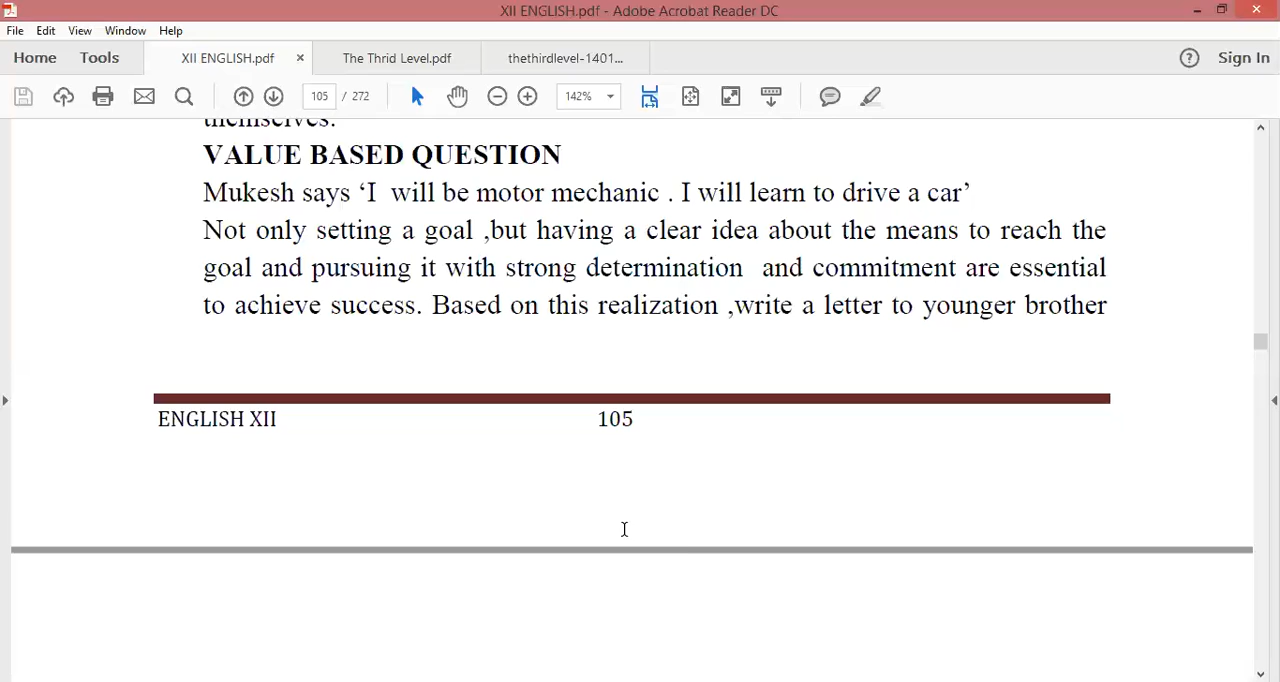 XII ENGLISH.pdf - Adobe Acrobat Reader DC
File Edit View Window Help
Home Tools XII ENGLISH.pdf × The Thrid Level.pdf thethirdlevel-1401... ? Sign In
105 / 272 142%
themselves.
VALUE BASED QUESTION
Mukesh says ‘I will be motor mechanic . I will learn to drive a car’
Not only setting a goal ,but having a clear idea about the means to reach the
goal and pursuing it with strong determination and commitment are essential
to achieve success. Based on this realization ,write a letter to younger brother
ENGLISH XII 105